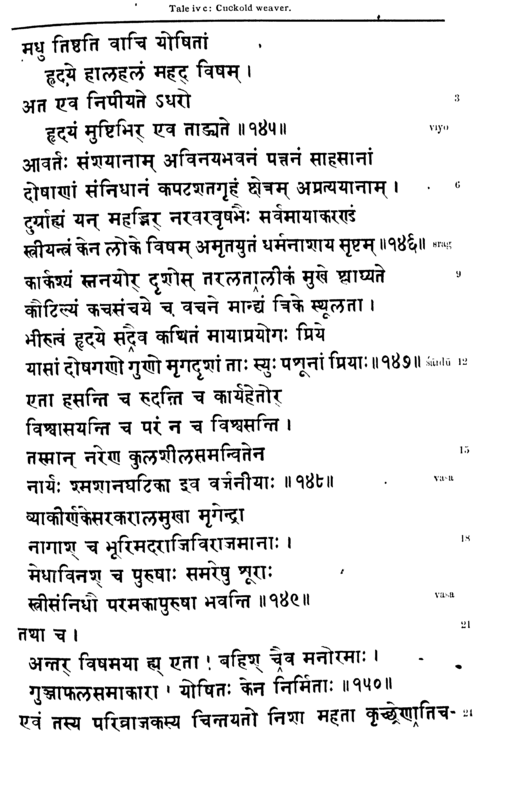 Tale iv c: Cuckold weaver.
मधु तिष्ठति वाचि योषितां
हृदये हालहलं महद् विषम् ।
अत एव निपीयते ऽधरो 3
हृदयं मुष्टिभिर् एव ताड्यते ॥१४५॥ viyo
आवर्तः संशयानाम् अविनयभवनं पत्तनं साहसानां
दोषाणां संनिधानं कपटशतगृहं क्षेत्रम् अप्रत्ययानाम् । 6
दुर्ग्राह्यं यन् महद्भिर् नरवरवृषभैः सर्वमायाकरण्डं
स्त्रीयन्त्रं केन लोके विषम् अमृतयुतं धर्मनाशाय सृष्टम् ॥१४६॥ srag
कार्कश्यं स्तनयोर् दृशोस् तरलतालीकं मुखे श्लाघ्यते 9
कौटिल्यं कचसंचये च वचने मान्द्यं त्रिके स्थूलता ।
भीरुत्वं हृदये सदैव कथितं मायाप्रयोगः प्रिये
यासां दोषगणो गुणो मृगदृशां ताः स्युः पशूनां प्रियाः ॥१४७॥ śārdū 12
एता हसन्ति च रुदन्ति च कार्यहेतोर्
विश्वासयन्ति च परं न च विश्वसन्ति ।
तस्मान् नरेण कुलशीलसमन्वितेन 15
नार्यः श्मशानघटिका इव वर्जनीयाः ॥१४८॥ vasa
व्याकीर्णकेसरकरालमुखा मृगेन्द्रा
नागाश् च भूरिमदराजिविराजमानाः । 18
मेधाविनश् च पुरुषाः समरेषु शूराः
स्त्रीसंनिधौ परमकापुरुषा भवन्ति ॥१४९॥ vasa
तथा च । 21
अन्तर् विषमया ह्य् एता ! बहिश् चैव मनोरमाः ।
गुञ्जाफलसमाकारा ' योषितः केन निर्मिताः ॥१५०॥
एवं तस्य परिव्राजकस्य चिन्तयतो निशा महता कृच्छ्रेणातिच- 24